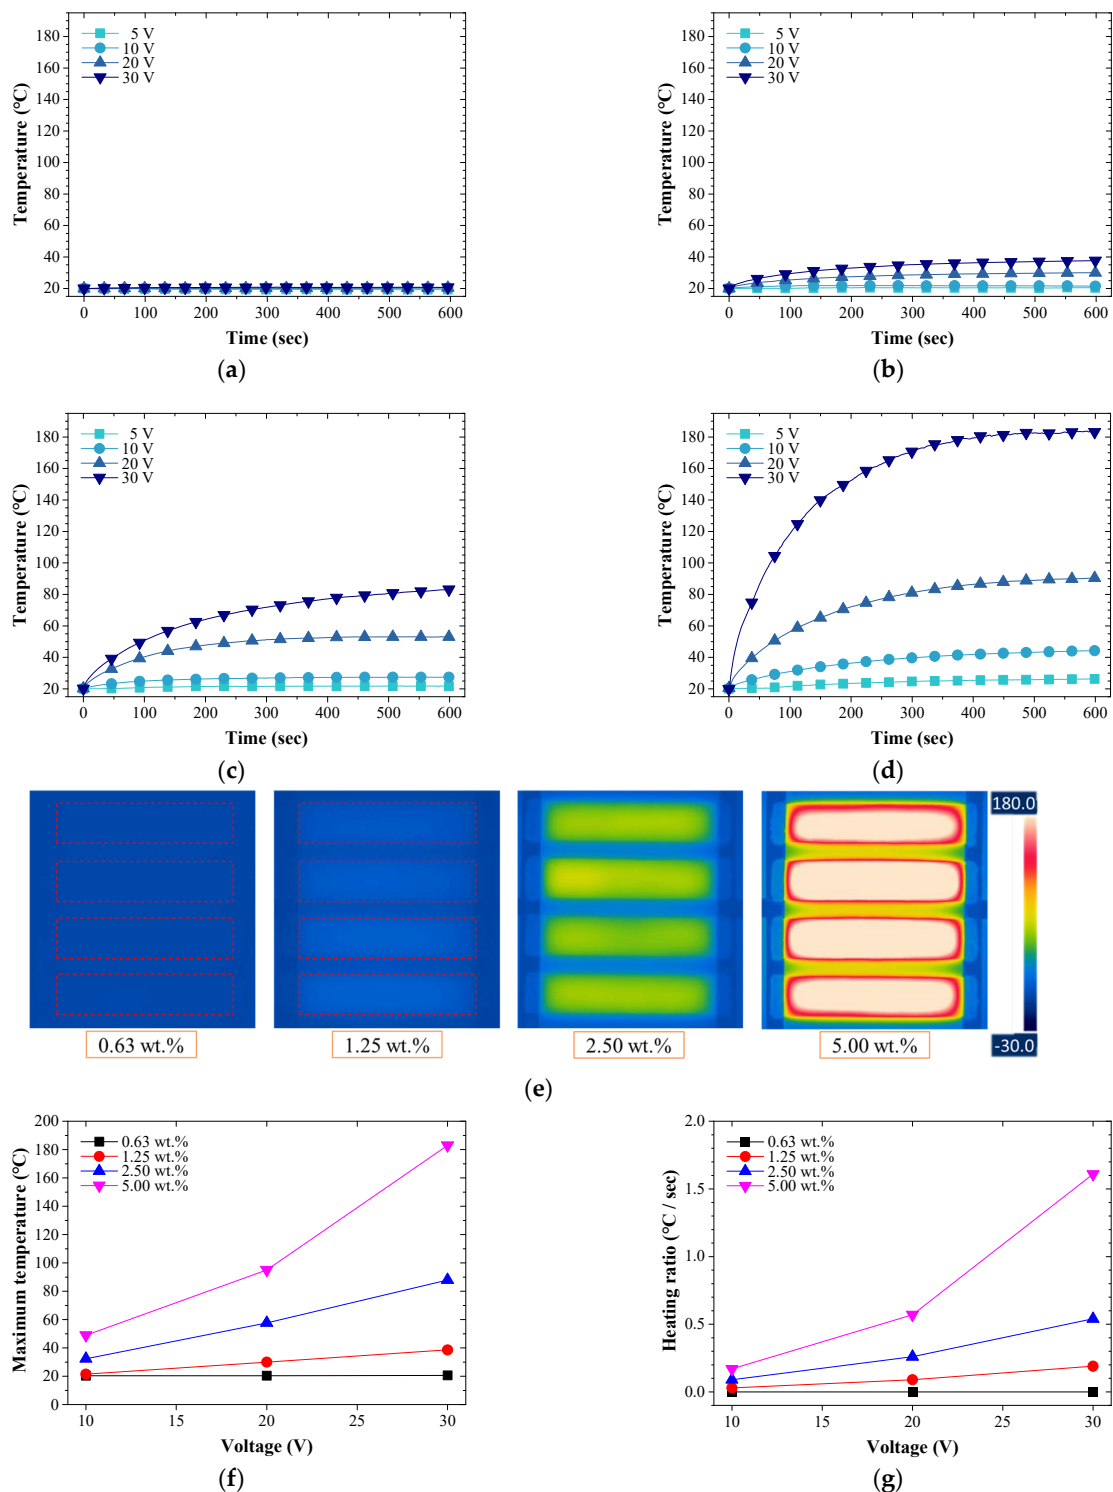 5 V
10 V
20 V
30 V
180
160
140
120
100
80
60
40
20
Temperature (℃)
0 100 200 300 400 500 600
Time (sec)
(a)
5 V
10 V
20 V
30 V
180
160
140
120
100
80
60
40
20
Temperature (℃)
0 100 200 300 400 500 600
Time (sec)
(b)
5 V
10 V
20 V
30 V
180
160
140
120
100
80
60
40
20
Temperature (℃)
0 100 200 300 400 500 600
Time (sec)
(c)
5 V
10 V
20 V
30 V
180
160
140
120
100
80
60
40
20
Temperature (℃)
0 100 200 300 400 500 600
Time (sec)
(d)
180.0
-30.0
0.63 wt.%
1.25 wt.%
2.50 wt.%
5.00 wt.%
(e)
0.63 wt.%
1.25 wt.%
2.50 wt.%
5.00 wt.%
200
180
160
140
120
100
80
60
40
20
0
Maximum temperature (℃)
10 15 20 25 30
Voltage (V)
(f)
0.63 wt.%
1.25 wt.%
2.50 wt.%
5.00 wt.%
2.0
1.5
1.0
0.5
0.0
Heating ratio (℃ / sec)
10 15 20 25 30
Voltage (V)
(g)